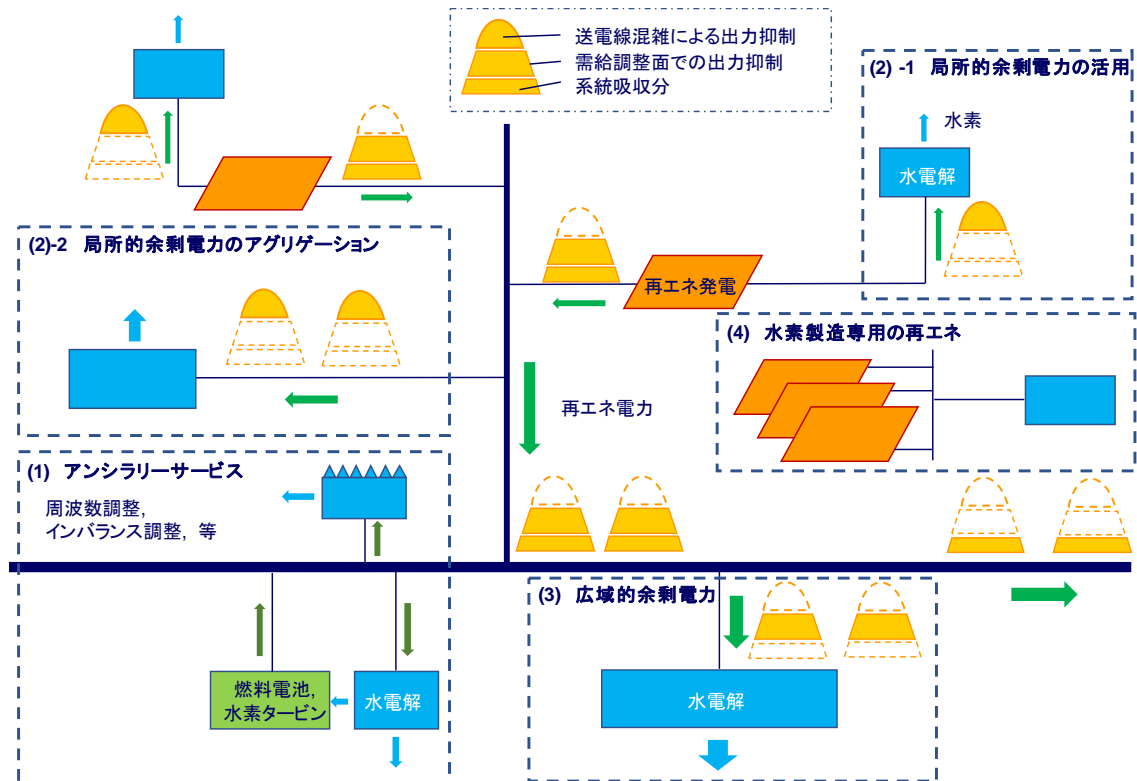 送電線混雑による出力抑制
需給調整面での出力抑制
系統吸収分
(2) -1 局所的余剰電力の活用
水素
水電解
(2)-2 局所的余剰電力のアグリゲーション
再エネ発電
(4) 水素製造専用の再エネ
再エネ電力
(1) アンシラリーサービス
周波数調整,
インバランス調整, 等
(3) 広域的余剰電力
燃料電池,
水素タービン
水電解
水電解